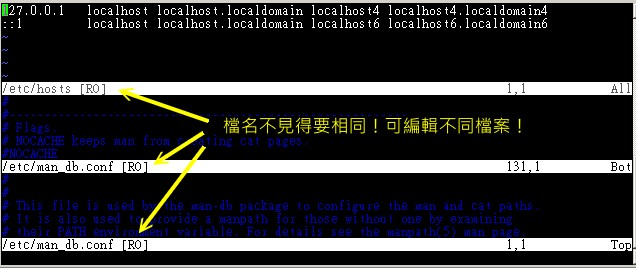 127.0.0.1   localhost localhost.localdomain localhost4 localhost4.localdomain4
::1         localhost localhost.localdomain localhost6 localhost6.localdomain6
~
~
~
~
/etc/hosts [RO] 1,1 All
#
#---------------------------------------------------------
# Flags.
# NOCACHE keeps man from creating cat pages.
#NOCACHE
檔名不見得要相同！可編輯不同檔案！
/etc/man_db.conf [RO] 131,1 Bot
#
#
# This file is used by the man-db package to configure the man and cat paths.
# It is also used to provide a manpath for those without one by examining
# their PATH environment variable. For details see the manpath(5) man page.
/etc/man_db.conf [RO] 1,1 Top